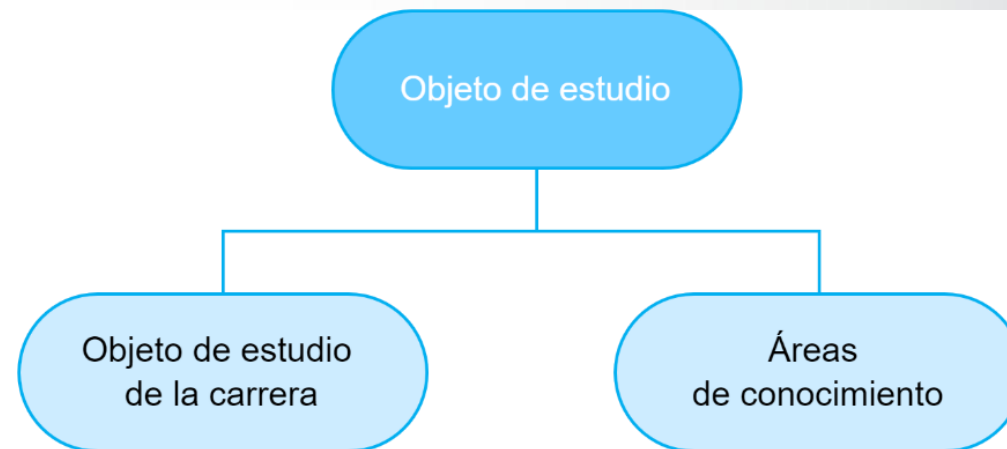 Objeto de estudio
Objeto de estudio
de la carrera
Áreas
de conocimiento